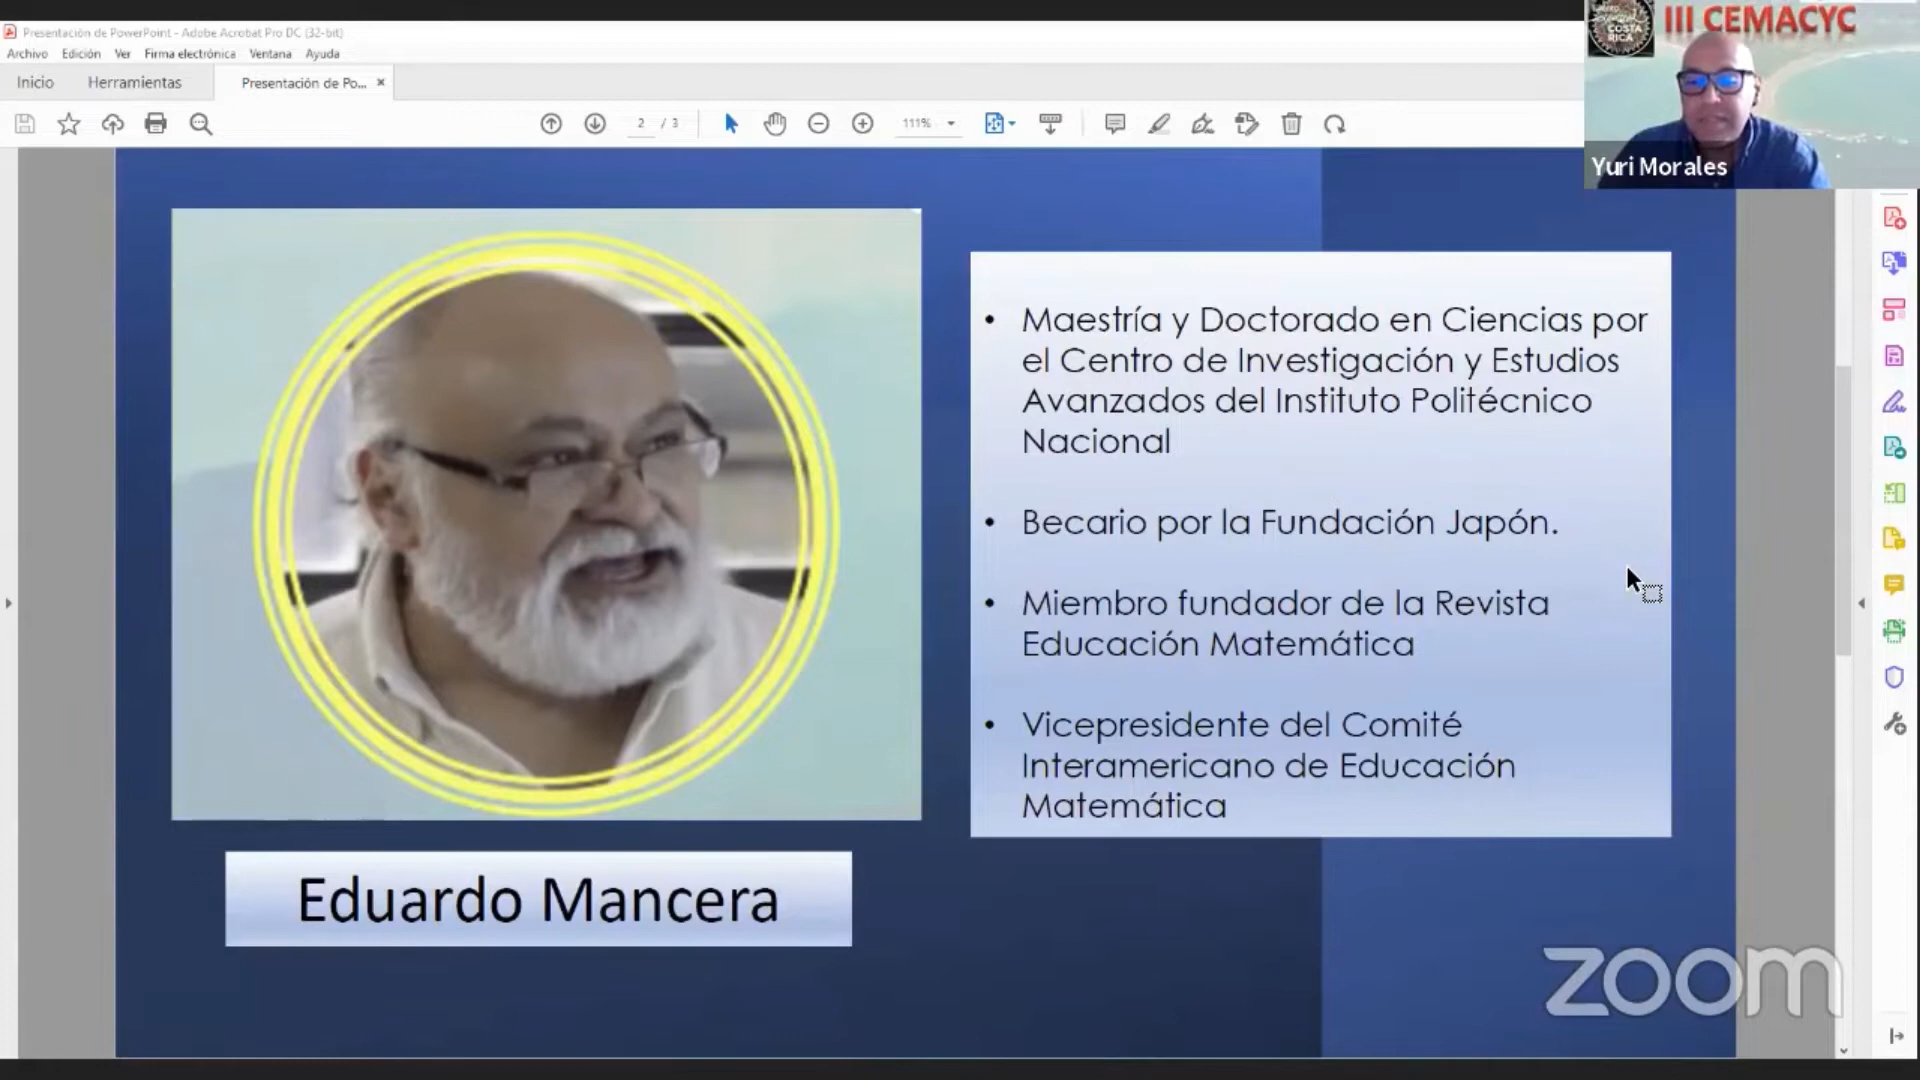 Presentación de PowerPoint - Adobe Acrobat Pro DC (32-bit)
Archivo Edición Ver Firma electrónica Ventana Ayuda
Inicio Herramientas Presentación de Po... ×
2 / 3 111%
III CEMACYC
COSTA
RICA
Yuri Morales
• Maestría y Doctorado en Ciencias por
el Centro de Investigación y Estudios
Avanzados del Instituto Politécnico
Nacional
• Becario por la Fundación Japón.
• Miembro fundador de la Revista
Educación Matemática
• Vicepresidente del Comité
Interamericano de Educación
Matemática
Eduardo Mancera
zoom